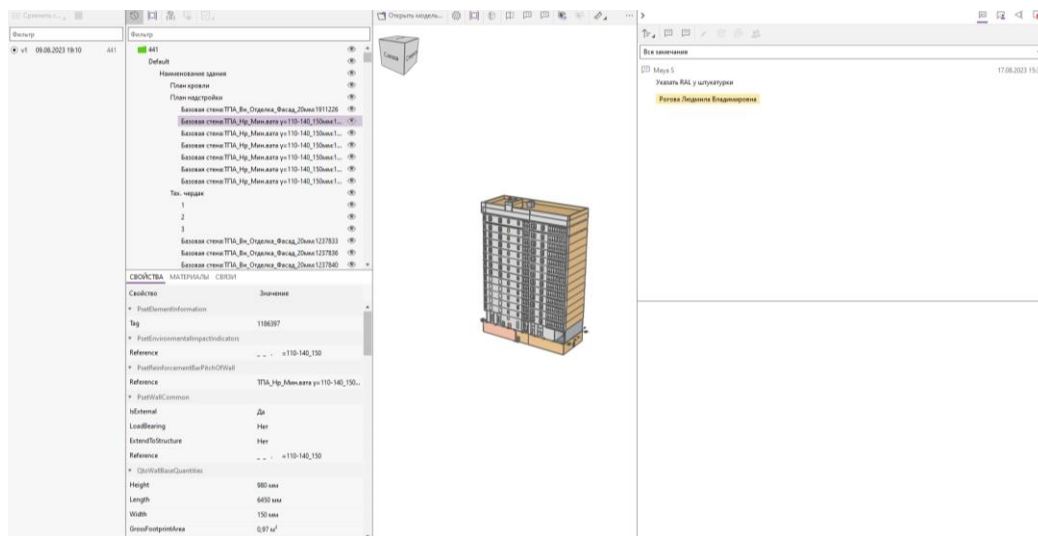 Сравнить с...
Фильтр
v1 09.08.2023 19:10 441
Фильтр
441
Default
Наименование здания
План кровли
План надстройки
Базовая стена:ТПА_Вн_Отделка_Фасад_20мм:1911226
Базовая стена:ТПА_Нр_Мин.вата y=110-140_150мм:1...
Базовая стена:ТПА_Нр_Мин.вата y=110-140_150мм:1...
Базовая стена:ТПА_Нр_Мин.вата y=110-140_150мм:1...
Базовая стена:ТПА_Нр_Мин.вата y=110-140_150мм:1...
Базовая стена:ТПА_Нр_Мин.вата y=110-140_150мм:1...
Базовая стена:ТПА_Нр_Мин.вата y=110-140_150мм:1...
Тех. чердак
1
2
3
Базовая стена:ТПА_Вн_Отделка_Фасад_20мм:1237833
Базовая стена:ТПА_Вн_Отделка_Фасад_20мм:1237836
Базовая стена:ТПА_Вн_Отделка_Фасад_20мм:1237840
СВОЙСТВА МАТЕРИАЛЫ СВЯЗИ
Свойство Значение
PsetElementInformation
Tag 1186397
PsetEnvironmentalImpactIndicators
Reference _ _ . =110-140_150
PsetReinforcementBarPitchOfWall
Reference ТПА_Нр_Мин.вата y=110-140_150...
PsetWallCommon
IsExternal Да
LoadBearing Нет
ExtendToStructure Нет
Reference _ _ . =110-140_150
QtoWallBaseQuantities
Height 980 мм
Length 6450 мм
Width 150 мм
GrossFootprintArea 0,97 м²
Открыть модель...
Слева
Все замечания
Maya S 17.08.2023 15:
Указать RAL у штукатурки
Рогова Людмила Владимировна